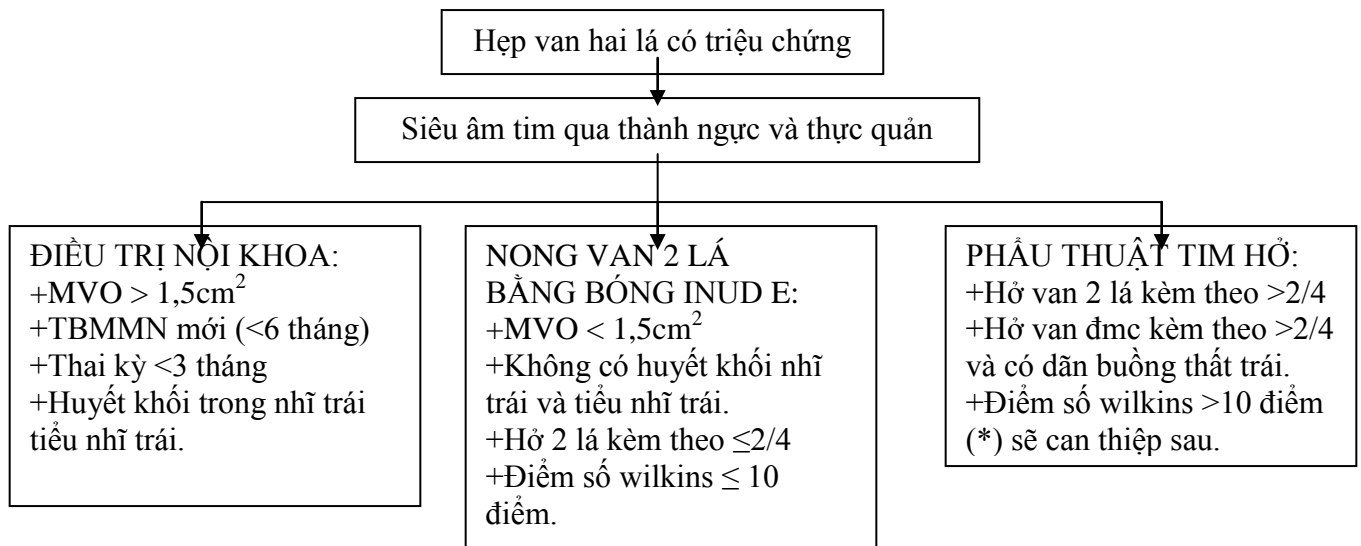 Hẹp van hai lá có triệu chứng
Siêu âm tim qua thành ngực và thực quản
ĐIỀU TRỊ NỘI KHOA:
+MVO > 1,5cm²
+TBMMN mới (<6 tháng)
+Thai kỳ <3 tháng
+Huyết khối trong nhĩ trái
tiểu nhĩ trái.
NONG VAN 2 LÁ
BẰNG BÓNG INUD E:
+MVO < 1,5cm²
+Không có huyết khối nhĩ
trái và tiểu nhĩ trái.
+Hở 2 lá kèm theo ≤2/4
+Điểm số wilkins ≤ 10
điểm.
PHẪU THUẬT TIM HỞ:
+Hở van 2 lá kèm theo >2/4
+Hở van đmc kèm theo >2/4
và có dãn buồng thất trái.
+Điểm số wilkins >10 điểm
(*) sẽ can thiệp sau.